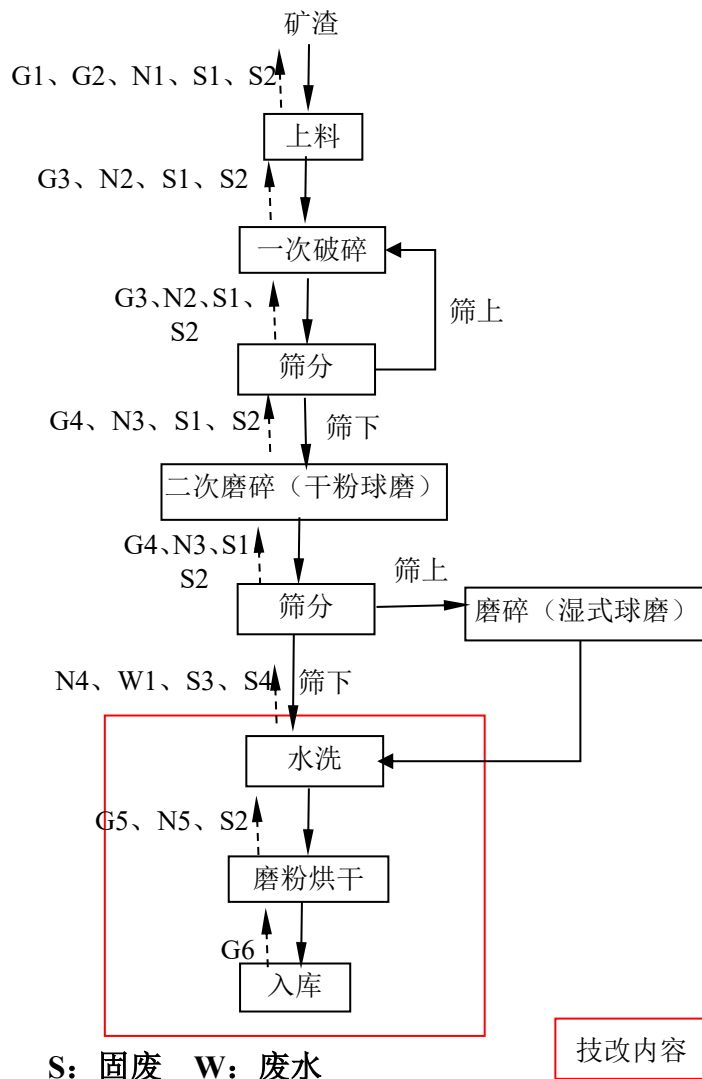 矿渣
G1、G2、N1、S1、S2
上料
G3、N2、S1、S2
一次破碎
G3、N2、S1、
S2
筛上
筛分
G4、N3、S1、S2
筛下
二次磨碎（干粉球磨）
G4、N3、S1
S2
筛上
筛分
磨碎（湿式球磨）
N4、W1、S3、S4
筛下
水洗
G5、N5、S2
磨粉烘干
G6
入库
技改内容
S：固废 W：废水